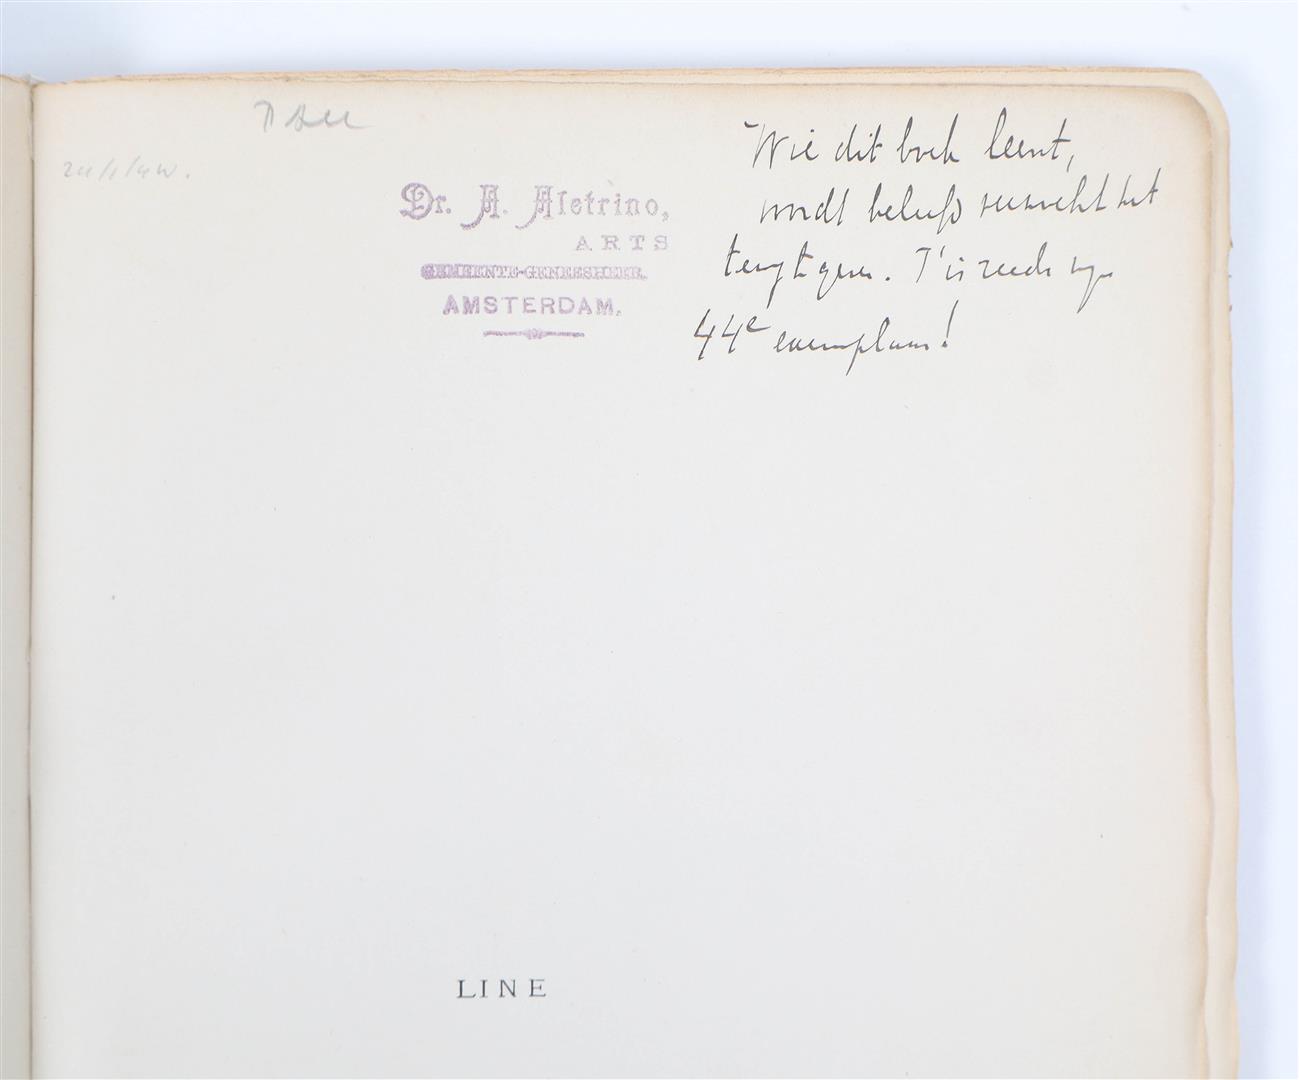 Dr. A. Aletrino,
ARTS
GEMEENTE-GENEESHEER.
AMSTERDAM.
Wie dit boek leent,
wordt beleefd verzocht het
terug te geven. T' is reeds mijn
44e exemplaar!
LINE